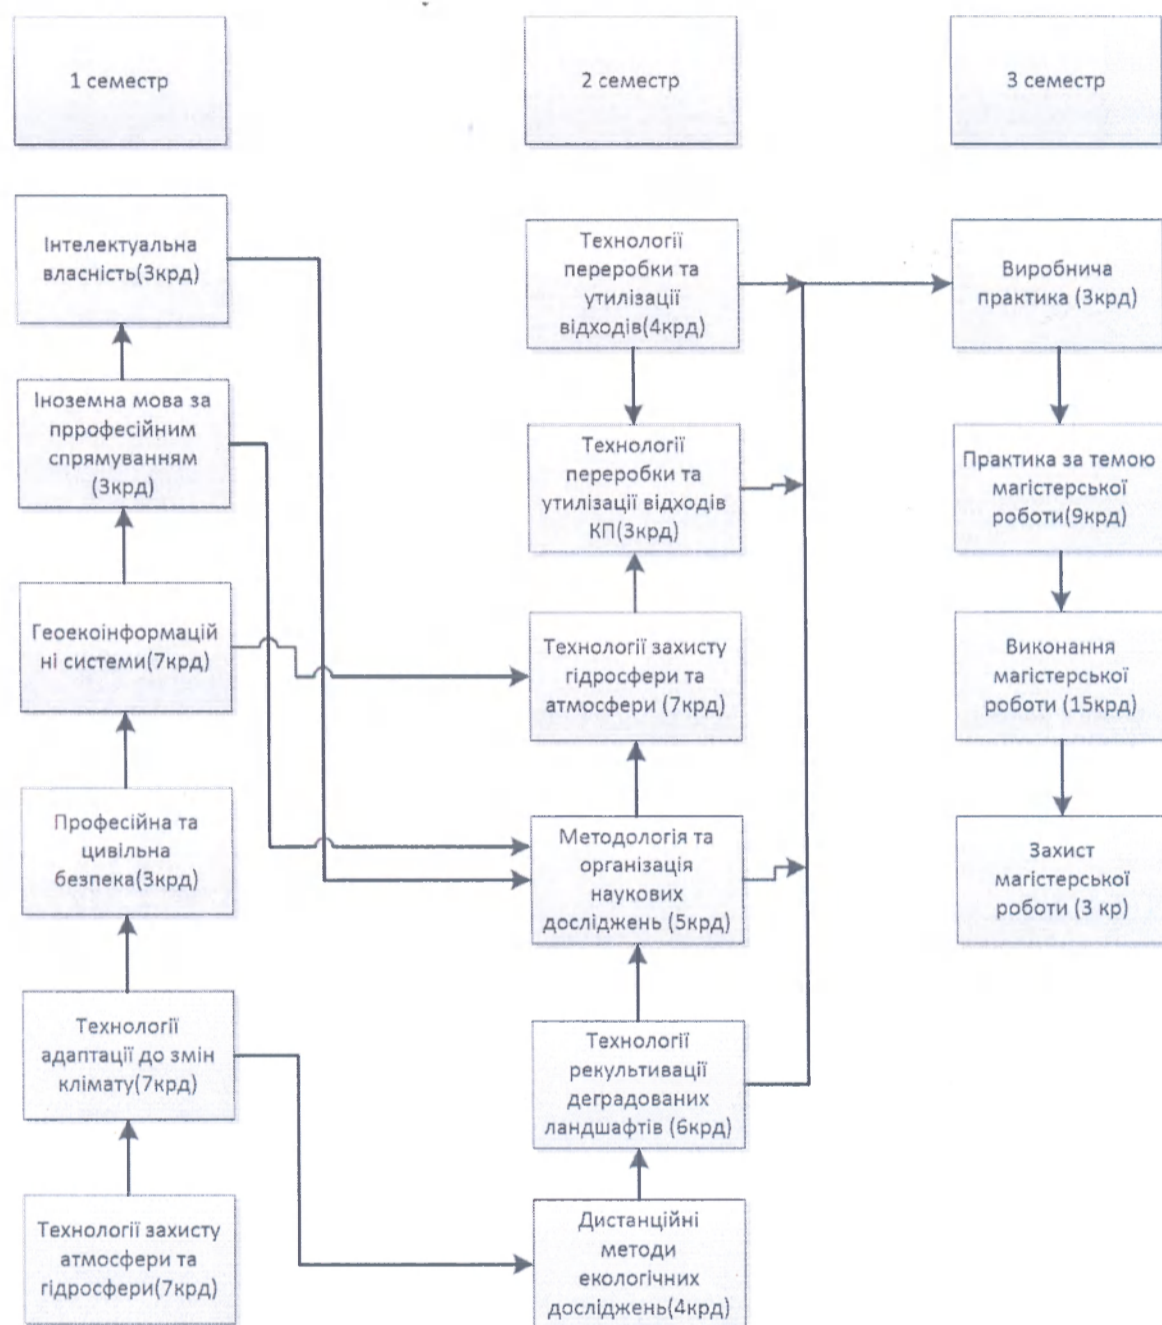 1 семестр
2 семестр
3 семестр
Інтелектуальна
власність(3крд)
Іноземна мова за
ррофесійним
спрямуванням
(3крд)
Геоекоінформацій
ні системи(7крд)
Професійна та
цивільна
безпека(3крд)
Технології
адаптації до змін
клімату(7крд)
Технології захисту
атмосфери та
гідросфери(7крд)
Технології
переробки та
утилізації
відходів(4крд)
Технології
переробки та
утилізації відходів
КП(3крд)
Технології захисту
гідросфери та
атмосфери (7крд)
Методологія та
організація
наукових
досліджень (5крд)
Технології
рекультивації
деградованих
ландшафтів (6крд)
Дистанційні
методи
екологічних
досліджень(4крд)
Виробнича
практика (3крд)
Практика за темою
магістерської
роботи(9крд)
Виконання
магістерської
роботи (15крд)
Захист
магістерської
роботи (3 кр)